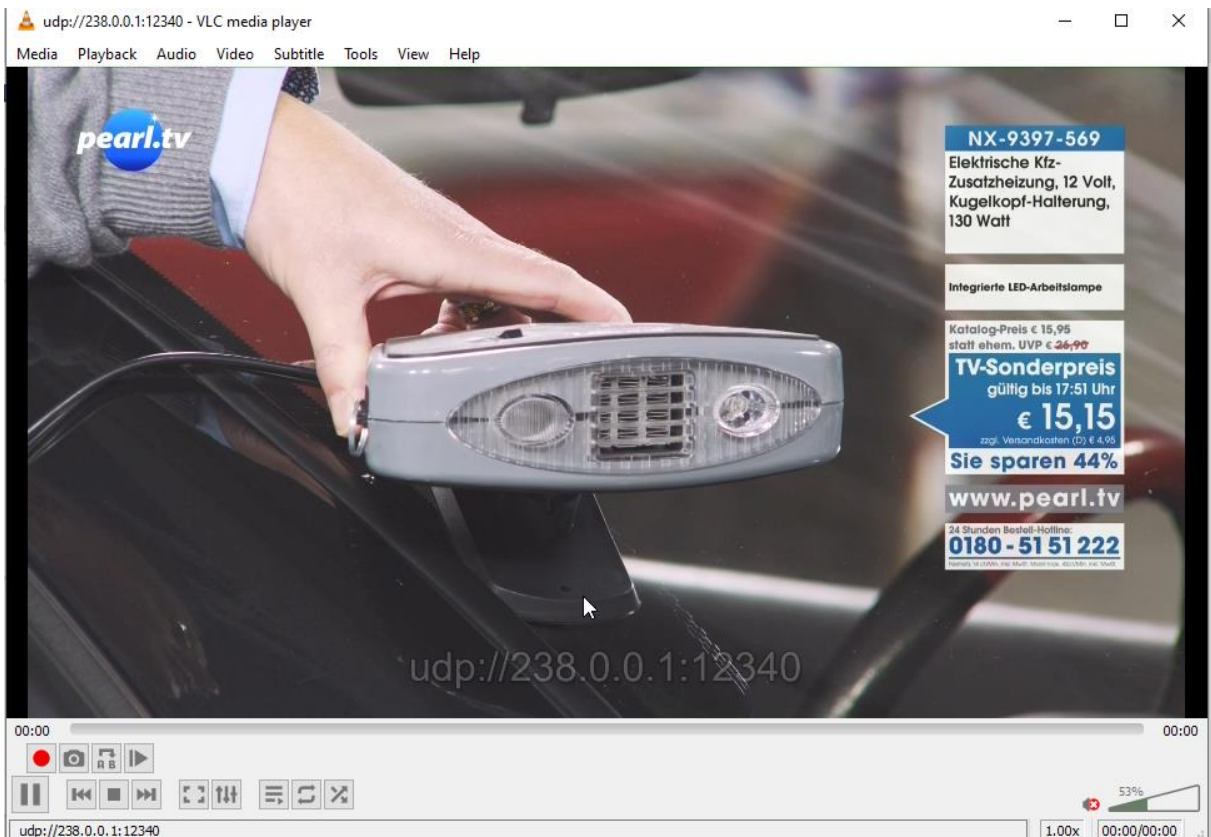 udp://238.0.0.1:12340 - VLC media player
Media Playback Audio Video Subtitle Tools View Help
pearl.tv
NX-9397-569
Elektrische Kfz-
Zusatzheizung, 12 Volt,
Kugelkopf-Halterung,
130 Watt
Integrierte LED-Arbeitslampe
Katalog-Preis € 15,95
statt ehem. UVP € 26,90
TV-Sonderpreis
gültig bis 17:51 Uhr
€ 15,15
zzgl. Versandkosten (D) € 4,95
Sie sparen 44%
www.pearl.tv
24 Stunden Bestell-Hotline:
0180 - 51 51 222
udp://238.0.0.1:12340
00:00 00:00
A B
53%
udp://238.0.0.1:12340 1.00x 00:00/00:00